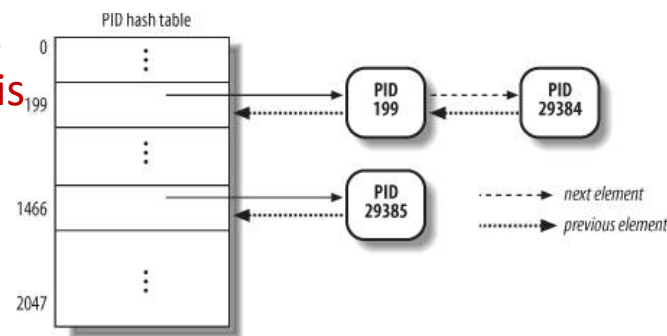 PID hash table
0
is
199
PID
199
PID
29384
1466
PID
29385
next element
previous element
2047